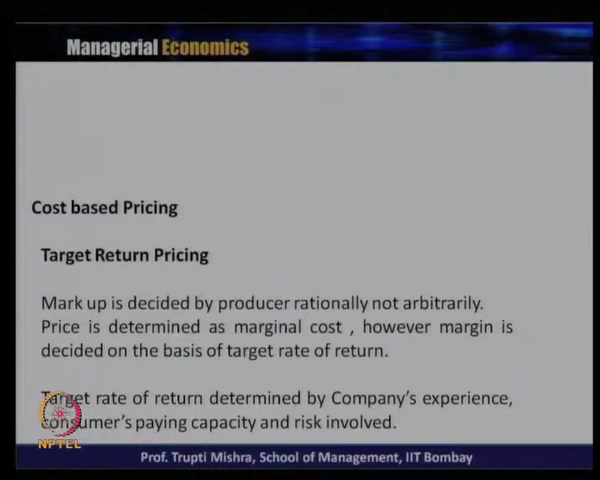 Managerial Economics
Cost based Pricing
Target Return Pricing
Mark up is decided by producer rationally not arbitrarily.
Price is determined as marginal cost , however margin is
decided on the basis of target rate of return.
Target rate of return determined by Company's experience,
consumer's paying capacity and risk involved.
NPTEL
Prof. Trupti Mishra, School of Management, IIT Bombay